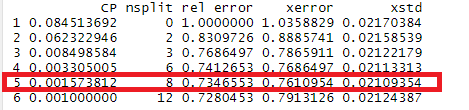 CP nsplit rel error xerror xstd
1 0.084513692 0 1.0000000 1.0358829 0.02170384
2 0.062322946 2 0.8309726 0.8885741 0.02158539
3 0.008498584 3 0.7686497 0.7865911 0.02122179
4 0.003305005 6 0.7412653 0.7686497 0.02113313
5 0.001573812 8 0.7346553 0.7610954 0.02109354
6 0.001000000 12 0.7280453 0.7913126 0.02124387